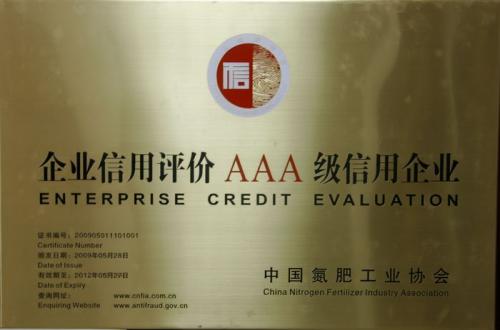 信
企业信用评价 AAA 级信用企业
ENTERPRISE CREDIT EVALUATION
证书编号: 200905011101001
Certificate Number
颁发日期: 2009年05月28日
Date of Issue
有效期至: 2012年05月27日
Date of Expiry
查询网址: www.cnfia.com.cn
Enquiring Website www.antifraud.gov.cn
中国氮肥工业协会
China Nitrogen Fertilizer Industry Association